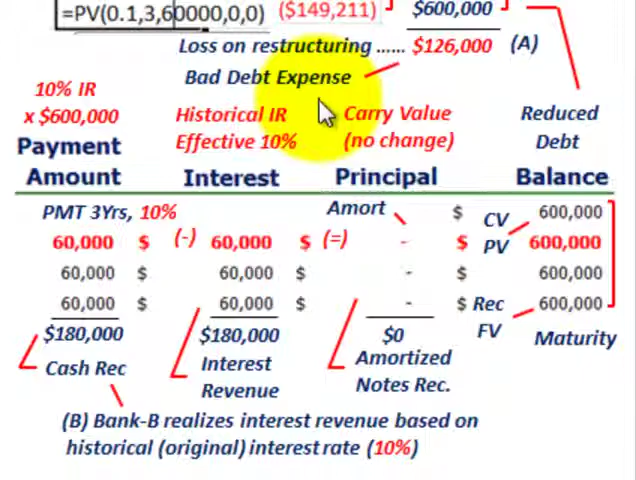 =PV(0.1,3,60000,0,0) ($149,211) $600,000
Loss on restructuring ...... $126,000 (A)
Bad Debt Expense
10% IR
x $600,000 Historical IR Carry Value Reduced
Payment Effective 10% (no change) Debt
Amount Interest Principal Balance
PMT 3Yrs, 10% Amort $ CV 600,000
60,000 $ (-) 60,000 $ (=) - $ PV 600,000
60,000 $ 60,000 $ - $ 600,000
60,000 $ 60,000 $ - $ Rec 600,000
$180,000 $180,000 $0 FV Maturity
Cash Rec Interest Amortized
Revenue Notes Rec.
(B) Bank-B realizes interest revenue based on
historical (original) interest rate (10%)